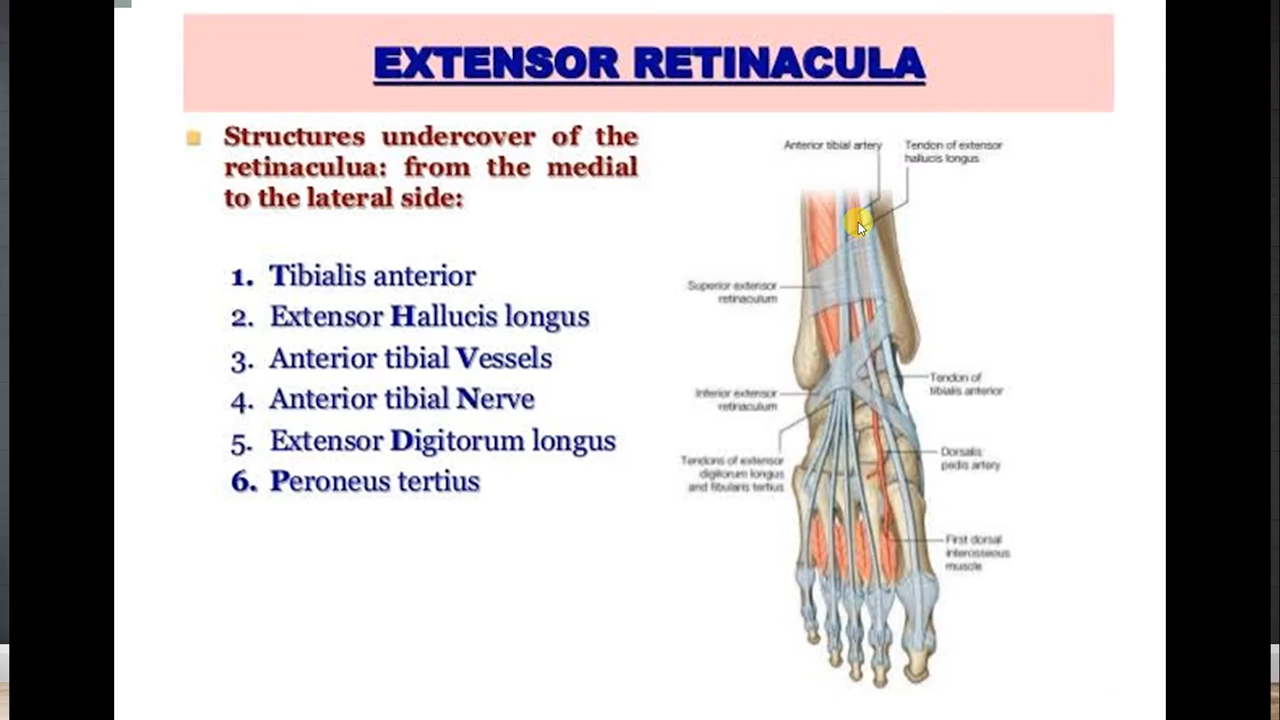 EXTENSOR RETINACULA
Structures undercover of the
retinaculua: from the medial
to the lateral side:
1. Tibialis anterior
2. Extensor Hallucis longus
3. Anterior tibial Vessels
4. Anterior tibial Nerve
5. Extensor Digitorum longus
6. Peroneus tertius
Anterior tibial artery
Tendon of extensor
hallucis longus
Superior extensor
retinaculum
Tendon of
tibialis anterior
Inferior extensor
retinaculum
Dorsalis
pedis artery
Tendons of extensor
digitorum longus
and fibularis tertius
First dorsal
interosseous
muscle